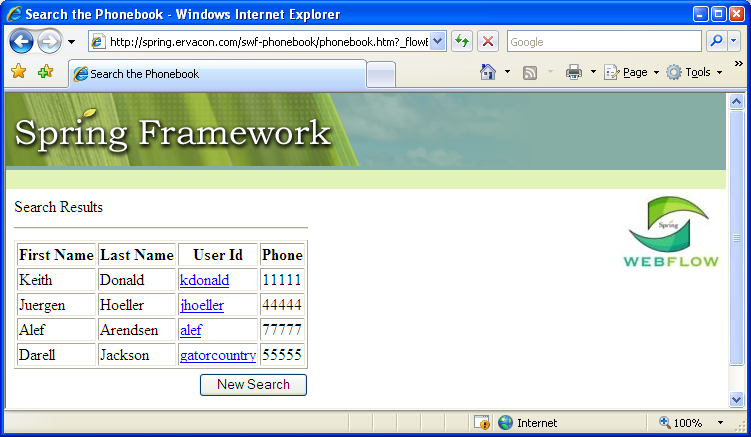 Search the Phonebook - Windows Internet Explorer
http://spring.ervacon.com/swf-phonebook/phonebook.htm?_flow
Google
Search the Phonebook
Page
Tools
»
Spring Framework
Search Results
Spring
WEBFLOW
First Name Last Name User Id Phone
Keith Donald kdonald 11111
Juergen Hoeller jhoeller 44444
Alef Arendsen alef 77777
Darell Jackson gatorcountry 55555
New Search
Internet
100%